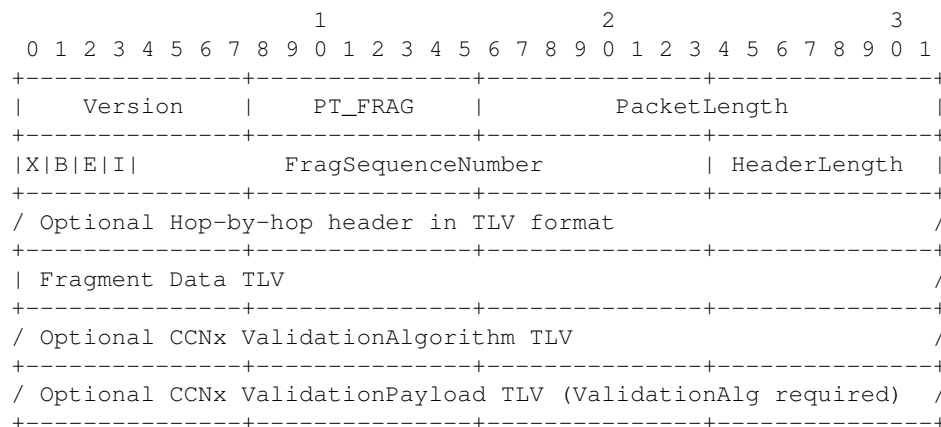 1                   2                   3
 0 1 2 3 4 5 6 7 8 9 0 1 2 3 4 5 6 7 8 9 0 1 2 3 4 5 6 7 8 9 0 1
+---------------+---------------+---------------+---------------+
|    Version    |    PT_FRAG    |         PacketLength          |
+---------------+---------------+---------------+---------------+
|X|B|E|I|          FragSequenceNumber           | HeaderLength  |
+---------------+---------------+---------------+---------------+
/ Optional Hop-by-hop header in TLV format                      /
+---------------+---------------+---------------+---------------+
| Fragment Data TLV                                             /
+---------------+---------------+---------------+---------------+
/ Optional CCNx ValidationAlgorithm TLV                         /
+---------------+---------------+---------------+---------------+
/ Optional CCNx ValidationPayload TLV (ValidationAlg required)  /
+---------------+---------------+---------------+---------------+